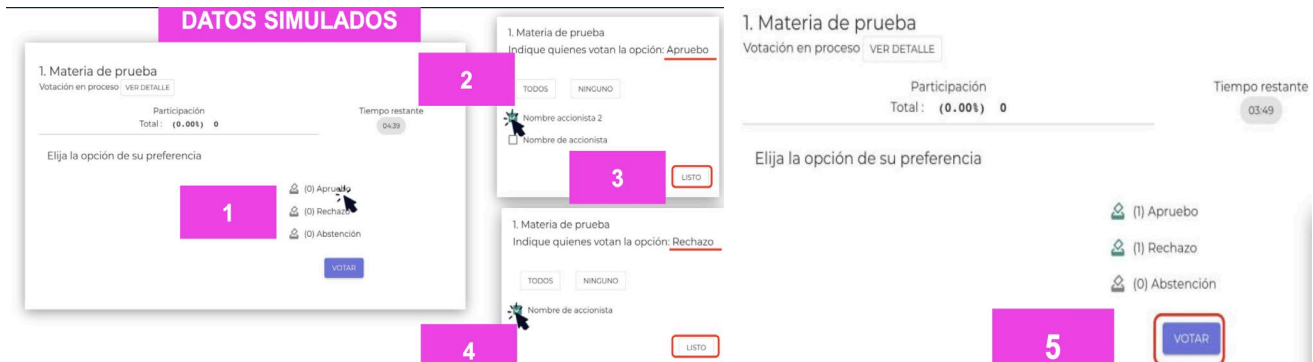 DATOS SIMULADOS
1. Materia de prueba
Votación en proceso VER DETALLE
Participación
Total : (0.00%) 0
Tiempo restante
04:39
Elija la opción de su preferencia
(0) Apruebo
(0) Rechazo
(0) Abstención
VOTAR
1
2
1. Materia de prueba
Indique quienes votan la opción: Apruebo
TODOS NINGUNO
Nombre accionista 2
Nombre de accionista
3
LISTO
1. Materia de prueba
Indique quienes votan la opción: Rechazo
TODOS NINGUNO
Nombre de accionista
4
LISTO
1. Materia de prueba
Votación en proceso VER DETALLE
Participación
Total : (0.00%) 0
Tiempo restante
03:49
Elija la opción de su preferencia
(1) Apruebo
(1) Rechazo
(0) Abstención
5
VOTAR